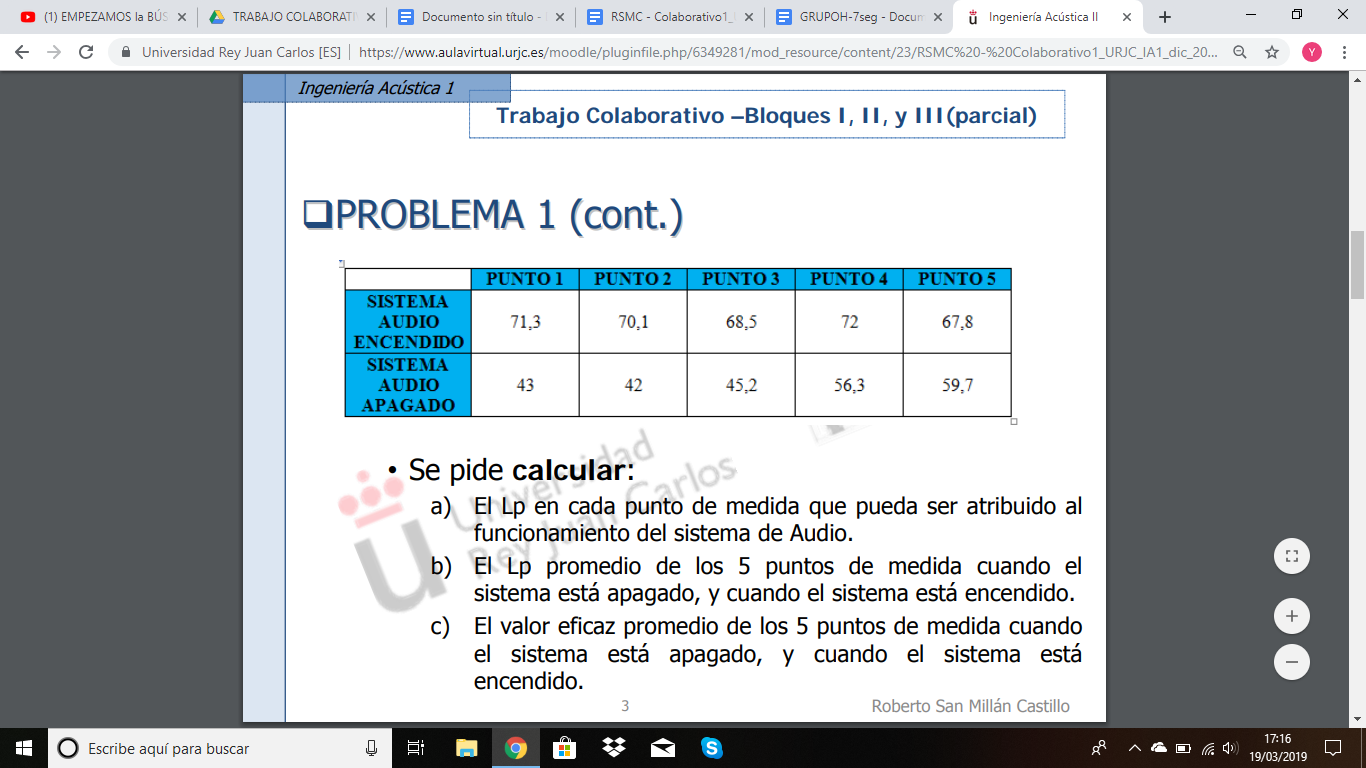 (1) EMPEZAMOS la BÚS
TRABAJO COLABORATI
Documento sin título -
RSMC - Colaborativo1_
GRUPOH-7seg - Docum
Ingeniería Acústica II
Universidad Rey Juan Carlos [ES]
https://www.aulavirtual.urjc.es/moodle/pluginfile.php/6349281/mod_resource/content/23/RSMC%20-%20Colaborativo1_URJC_IA1_dic_20...
Y
Ingeniería Acústica 1
Trabajo Colaborativo –Bloques I, II, y III(parcial)
PROBLEMA 1 (cont.)
PUNTO 1 PUNTO 2 PUNTO 3 PUNTO 4 PUNTO 5
SISTEMA
AUDIO 71,3 70,1 68,5 72 67,8
ENCENDIDO
SISTEMA
AUDIO 43 42 45,2 56,3 59,7
APAGADO
Universidad
Rey Juan Carlos
• Se pide calcular:
a) El Lp en cada punto de medida que pueda ser atribuido al
funcionamiento del sistema de Audio.
b) El Lp promedio de los 5 puntos de medida cuando el
sistema está apagado, y cuando el sistema está encendido.
c) El valor eficaz promedio de los 5 puntos de medida cuando
el sistema está apagado, y cuando el sistema está
encendido.
3
Roberto San Millán Castillo
Escribe aquí para buscar
17:16
19/03/2019